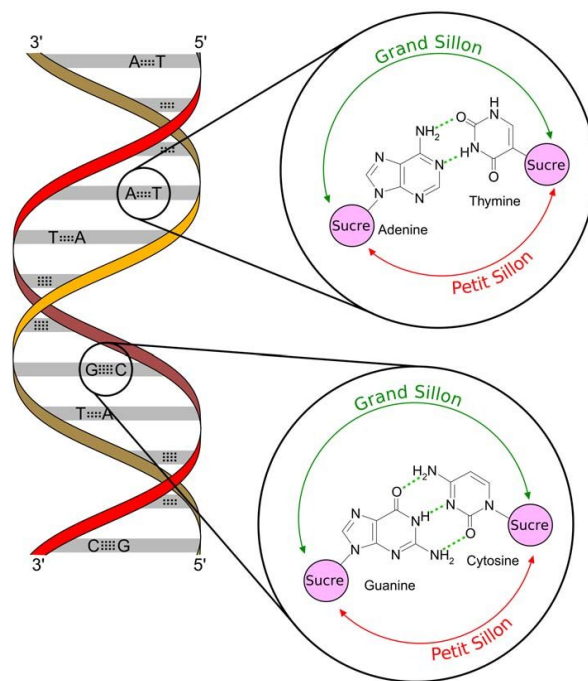 3' 5'
A T
A T
T A
G C
T A
C G
3' 5'
Grand Sillon
NH2 O NH
N N H N
N N O
Sucre Sucre
Adenine Thymine
Petit Sillon
Grand Sillon
H2N
O
N N H N N
N N O
NH2
Sucre Sucre
Guanine Cytosine
Petit Sillon